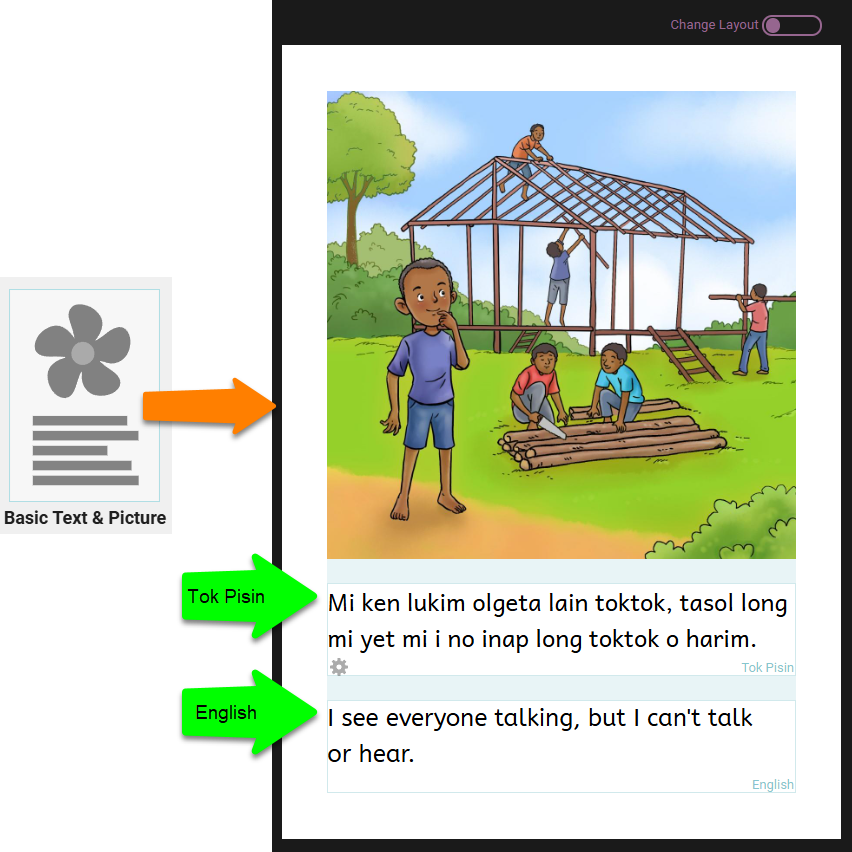 Change Layout
Basic Text & Picture
Tok Pisin
Mi ken lukim olgeta lain toktok, tasol long
mi yet mi i no inap long toktok o harim.
Tok Pisin
English
I see everyone talking, but I can't talk
or hear.
English